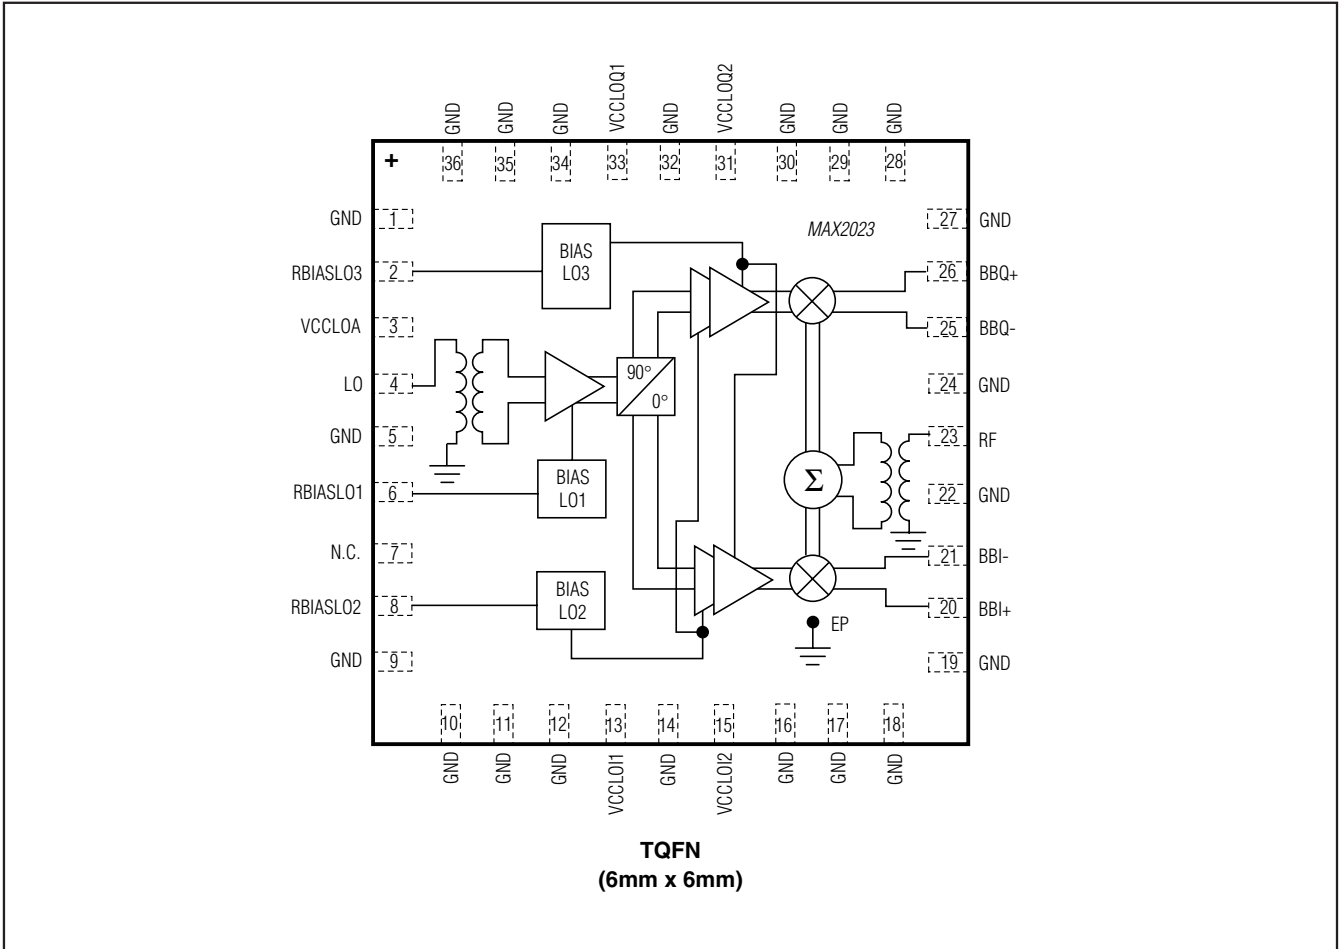 GND
GND
GND
VCCLOQ1
GND
VCCLOQ2
GND
GND
GND
+
36
35
34
33
32
31
30
29
28
GND 1
27 GND
MAX2023
BIAS
LO3
RBIASLO3 2
26 BBQ+
VCCLOA 3
25 BBQ-
90°
0°
LO 4
24 GND
GND 5
23 RF
Σ
BIAS
LO1
RBIASLO1 6
22 GND
N.C. 7
21 BBI-
BIAS
LO2
RBIASLO2 8
20 BBI+
EP
GND 9
19 GND
10
11
12
13
14
15
16
17
18
GND
GND
GND
VCCLOI1
GND
VCCLOI2
GND
GND
GND
TQFN
(6mm x 6mm)